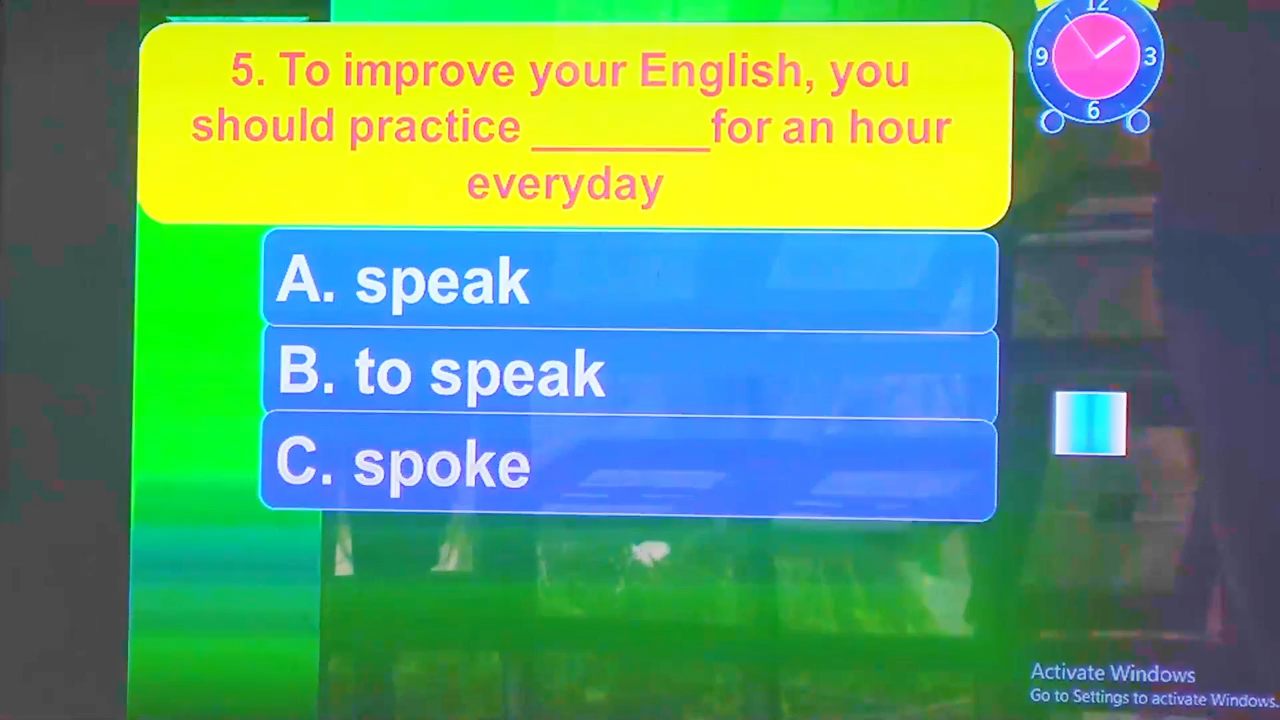 5. To improve your English, you
should practice _______for an hour
everyday
A. speak
B. to speak
C. spoke
12
9 3
6
Activate Windows
Go to Settings to activate Windows.